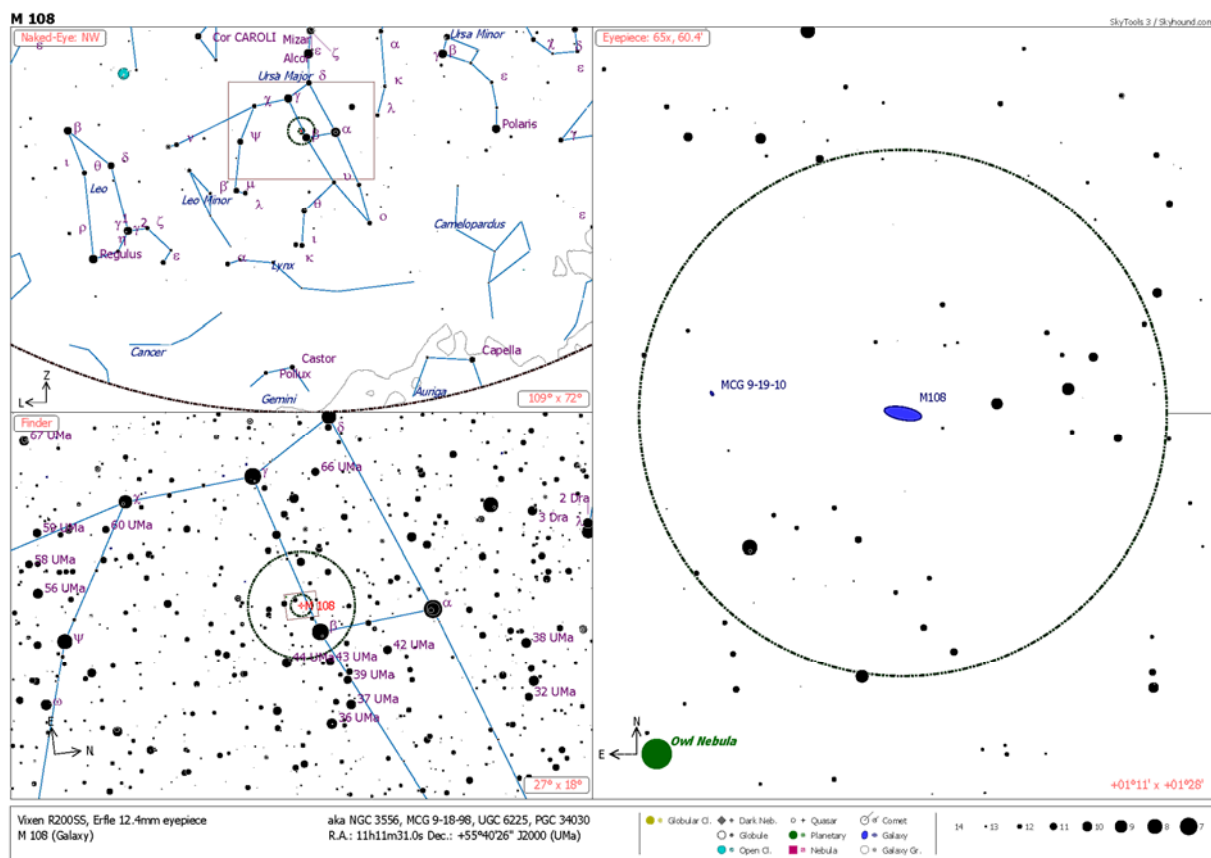 M 108
SkyTools 3 / Skyhound.com
Naked-Eye: NW
Cor CAROLI
Mizar
Alcor
ε
ζ
Ursa Major
δ
α
κ
λ
Ursa Minor
γ
β
ε
ε
Polaris
χ
δ
γ
ε
χ
γ
ν
ψ
β
α
β
μ
λ
υ
θ
ι
κ
ο
β
ι
θ
δ
Leo
ρ
γ1
γ2
ζ
η
ε
Regulus
Leo Minor
α
Lynx
Camelopardus
Cancer
Castor
Pollux
Gemini
Capella
Auriga
Z
L
109° x 72°
Finder
67 UMa
δ
66 UMa
γ
χ
2 Dra
3 Dra
λ
59 UMa
60 UMa
58 UMa
56 UMa
M 108
α
β
ψ
44 UMa
43 UMa
42 UMa
38 UMa
39 UMa
37 UMa
32 UMa
36 UMa
ω
E
N
27° x 18°
Eyepiece: 65x, 60.4'
MCG 9-19-10
M108
N
E
Owl Nebula
+01°11' x +01°28'
Vixen R200SS, Erfle 12.4mm eyepiece
M 108 (Galaxy)
aka NGC 3556, MCG 9-18-98, UGC 6225, PGC 34030
R.A.: 11h11m31.0s Dec.: +55°40'26" J2000 (UMa)
Globular Cl.
Dark Neb.
Quasar
Comet
Globule
Planetary
Galaxy
Open Cl.
Nebula
Galaxy Gr.
14 13 12 11 10 9 8 7